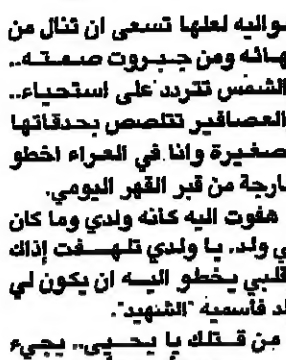 حواليه لعلها تسعى ان تنال من
بهائه ومن جبروت صمته..
الشمس تتردد على استحياء..
العصافير تتلصص بحدقاتها
الصغيرة وانا في العراء اخطو
خارجة من قبر القهر اليومي.
هفوت اليه كانه ولدي وما كان
لي ولد. يا ولدي تلهفت إذاك
وقلبي يخطو اليه ان يكون لي
ولد فأسميه "الشهيد".
من قتلك يا يحيى.. يجيء